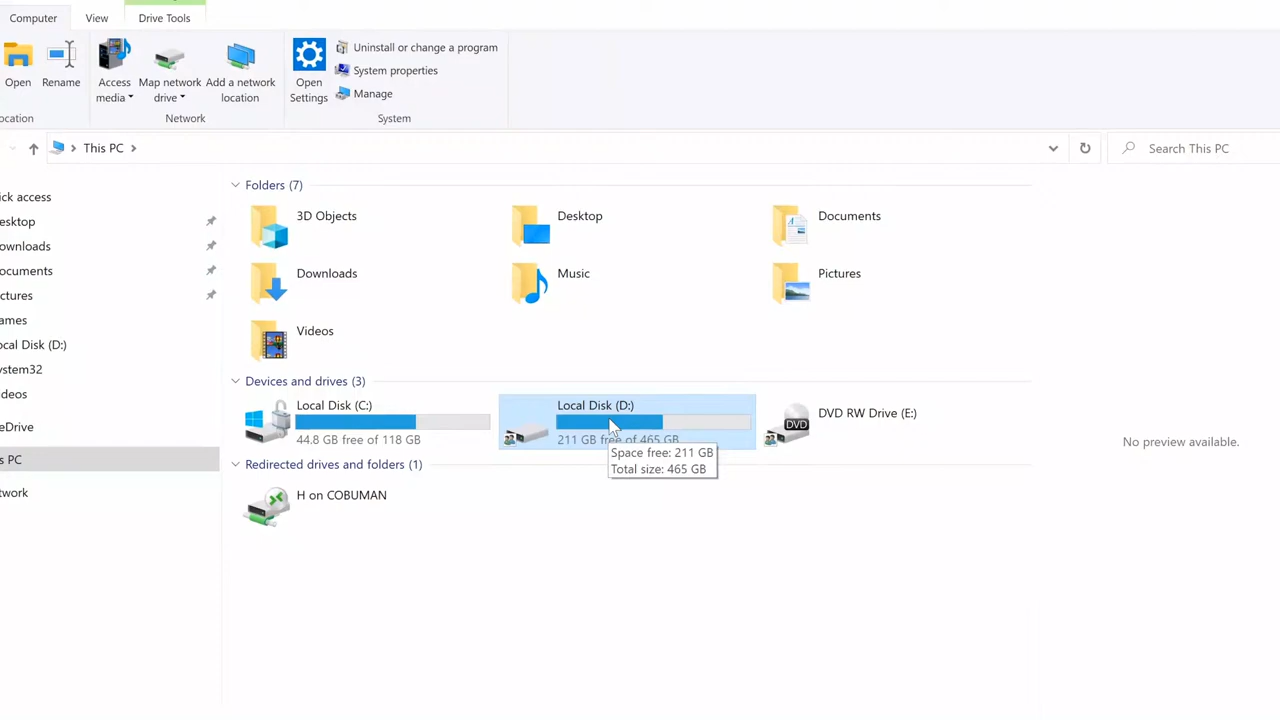 Computer
View
Drive Tools
Open
Rename
Access
media
Map network
drive
Add a network
location
Open
Settings
Uninstall or change a program
System properties
Manage
ocation
Network
System
This PC
Search This PC
ick access
esktop
ownloads
ocuments
ctures
ames
ocal Disk (D:)
ystem32
deos
eDrive
s PC
twork
Folders (7)
3D Objects
Desktop
Documents
Downloads
Music
Pictures
Videos
Devices and drives (3)
Local Disk (C:)
44.8 GB free of 118 GB
Local Disk (D:)
211 GB free of 465 GB
Space free: 211 GB
Total size: 465 GB
DVD
DVD RW Drive (E:)
Redirected drives and folders (1)
H on COBUMAN
No preview available.